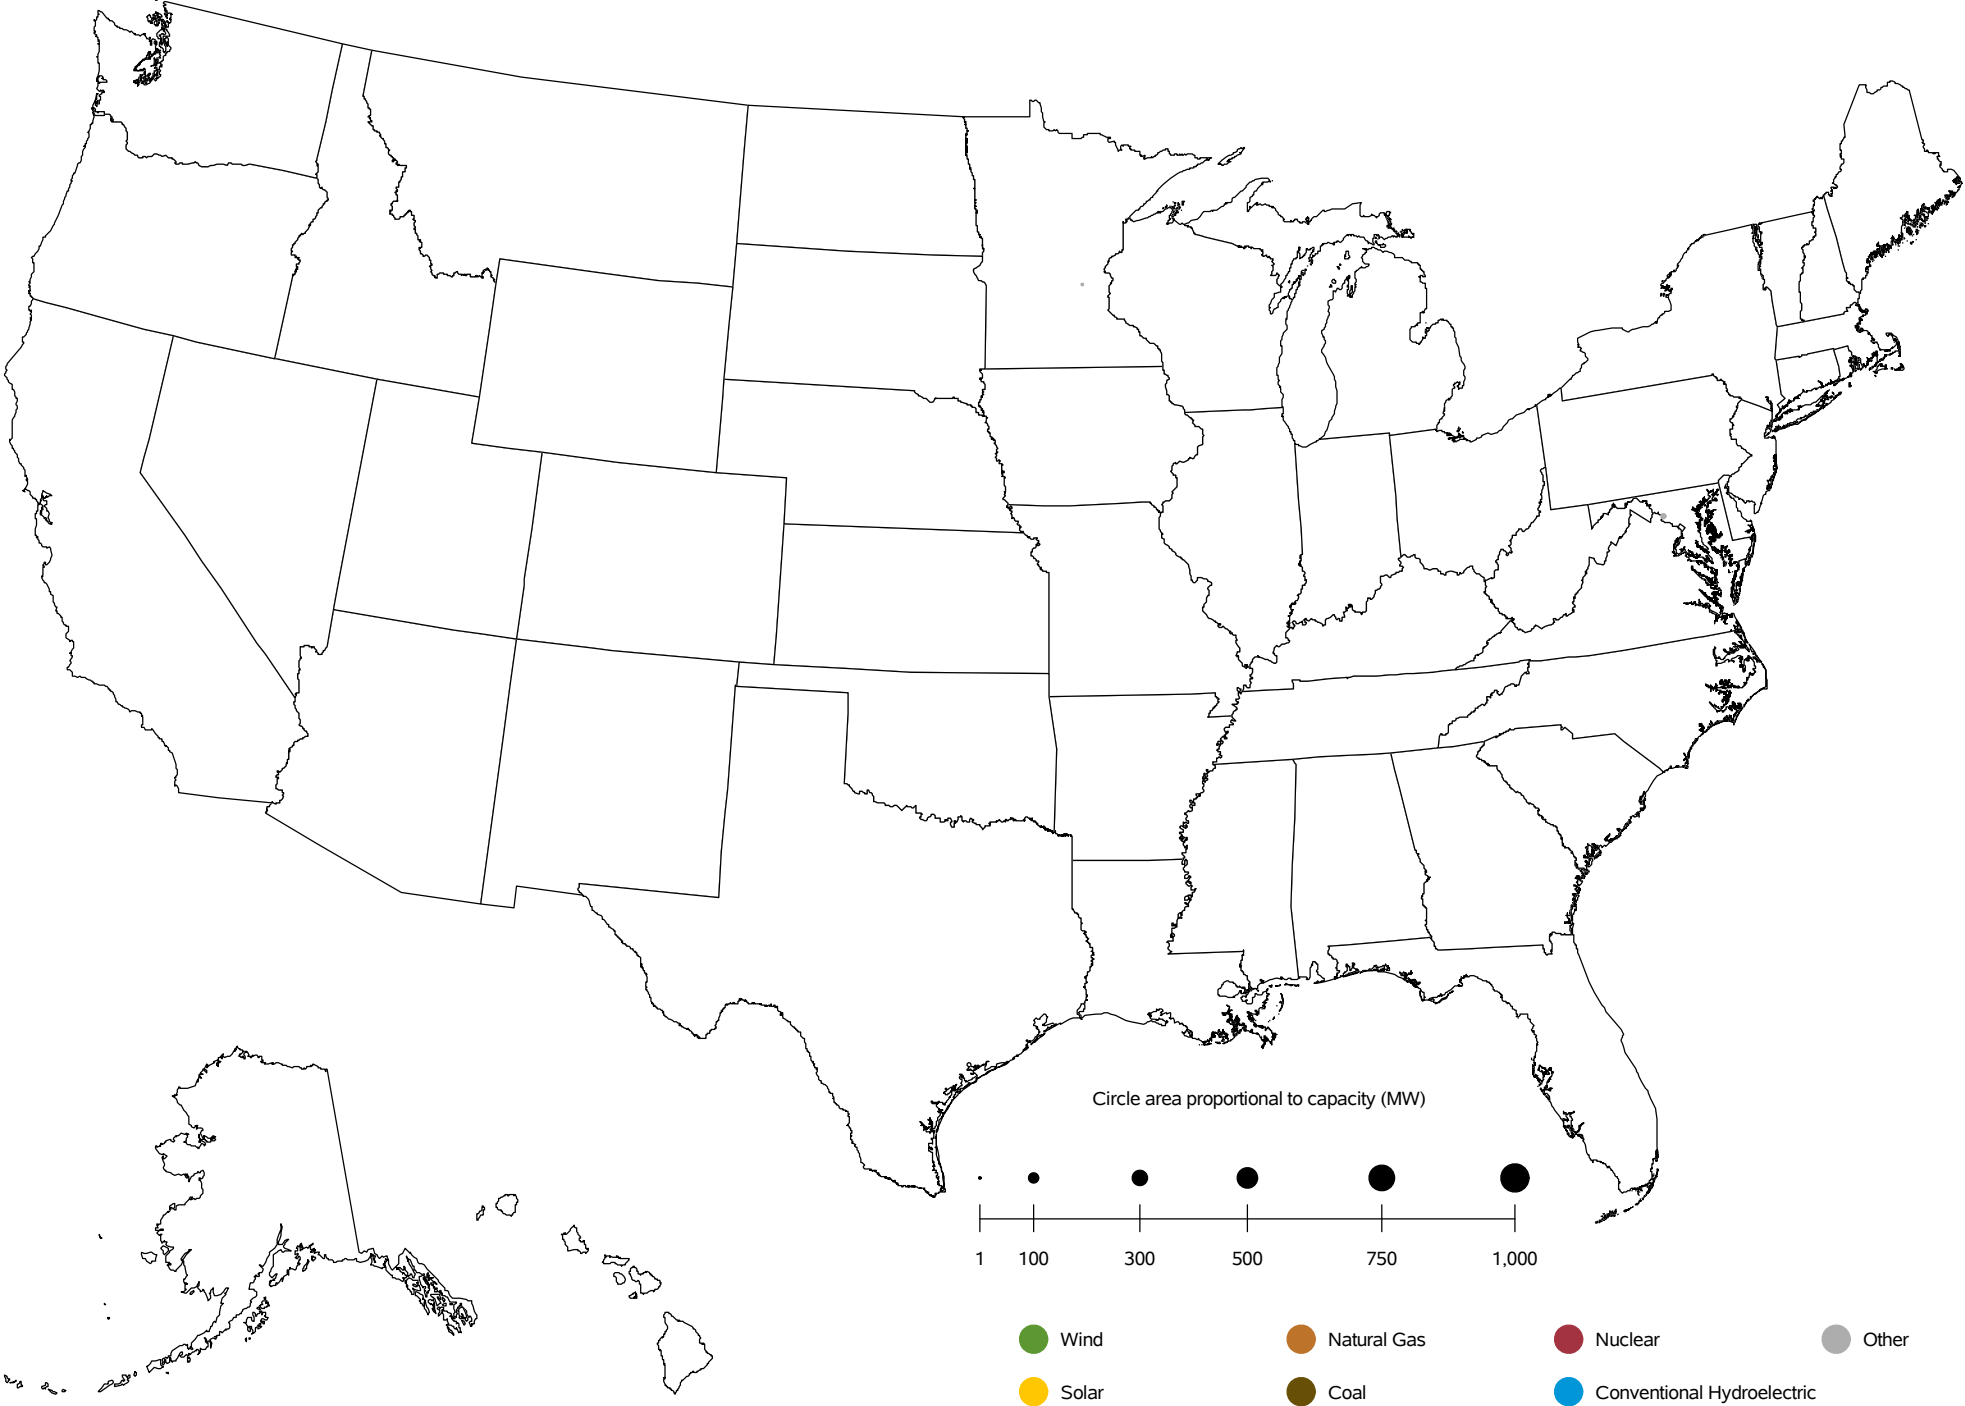 Circle area proportional to capacity (MW)
1 100 300 500 750 1,000
Wind Natural Gas Nuclear Other
Solar Coal Conventional Hydroelectric